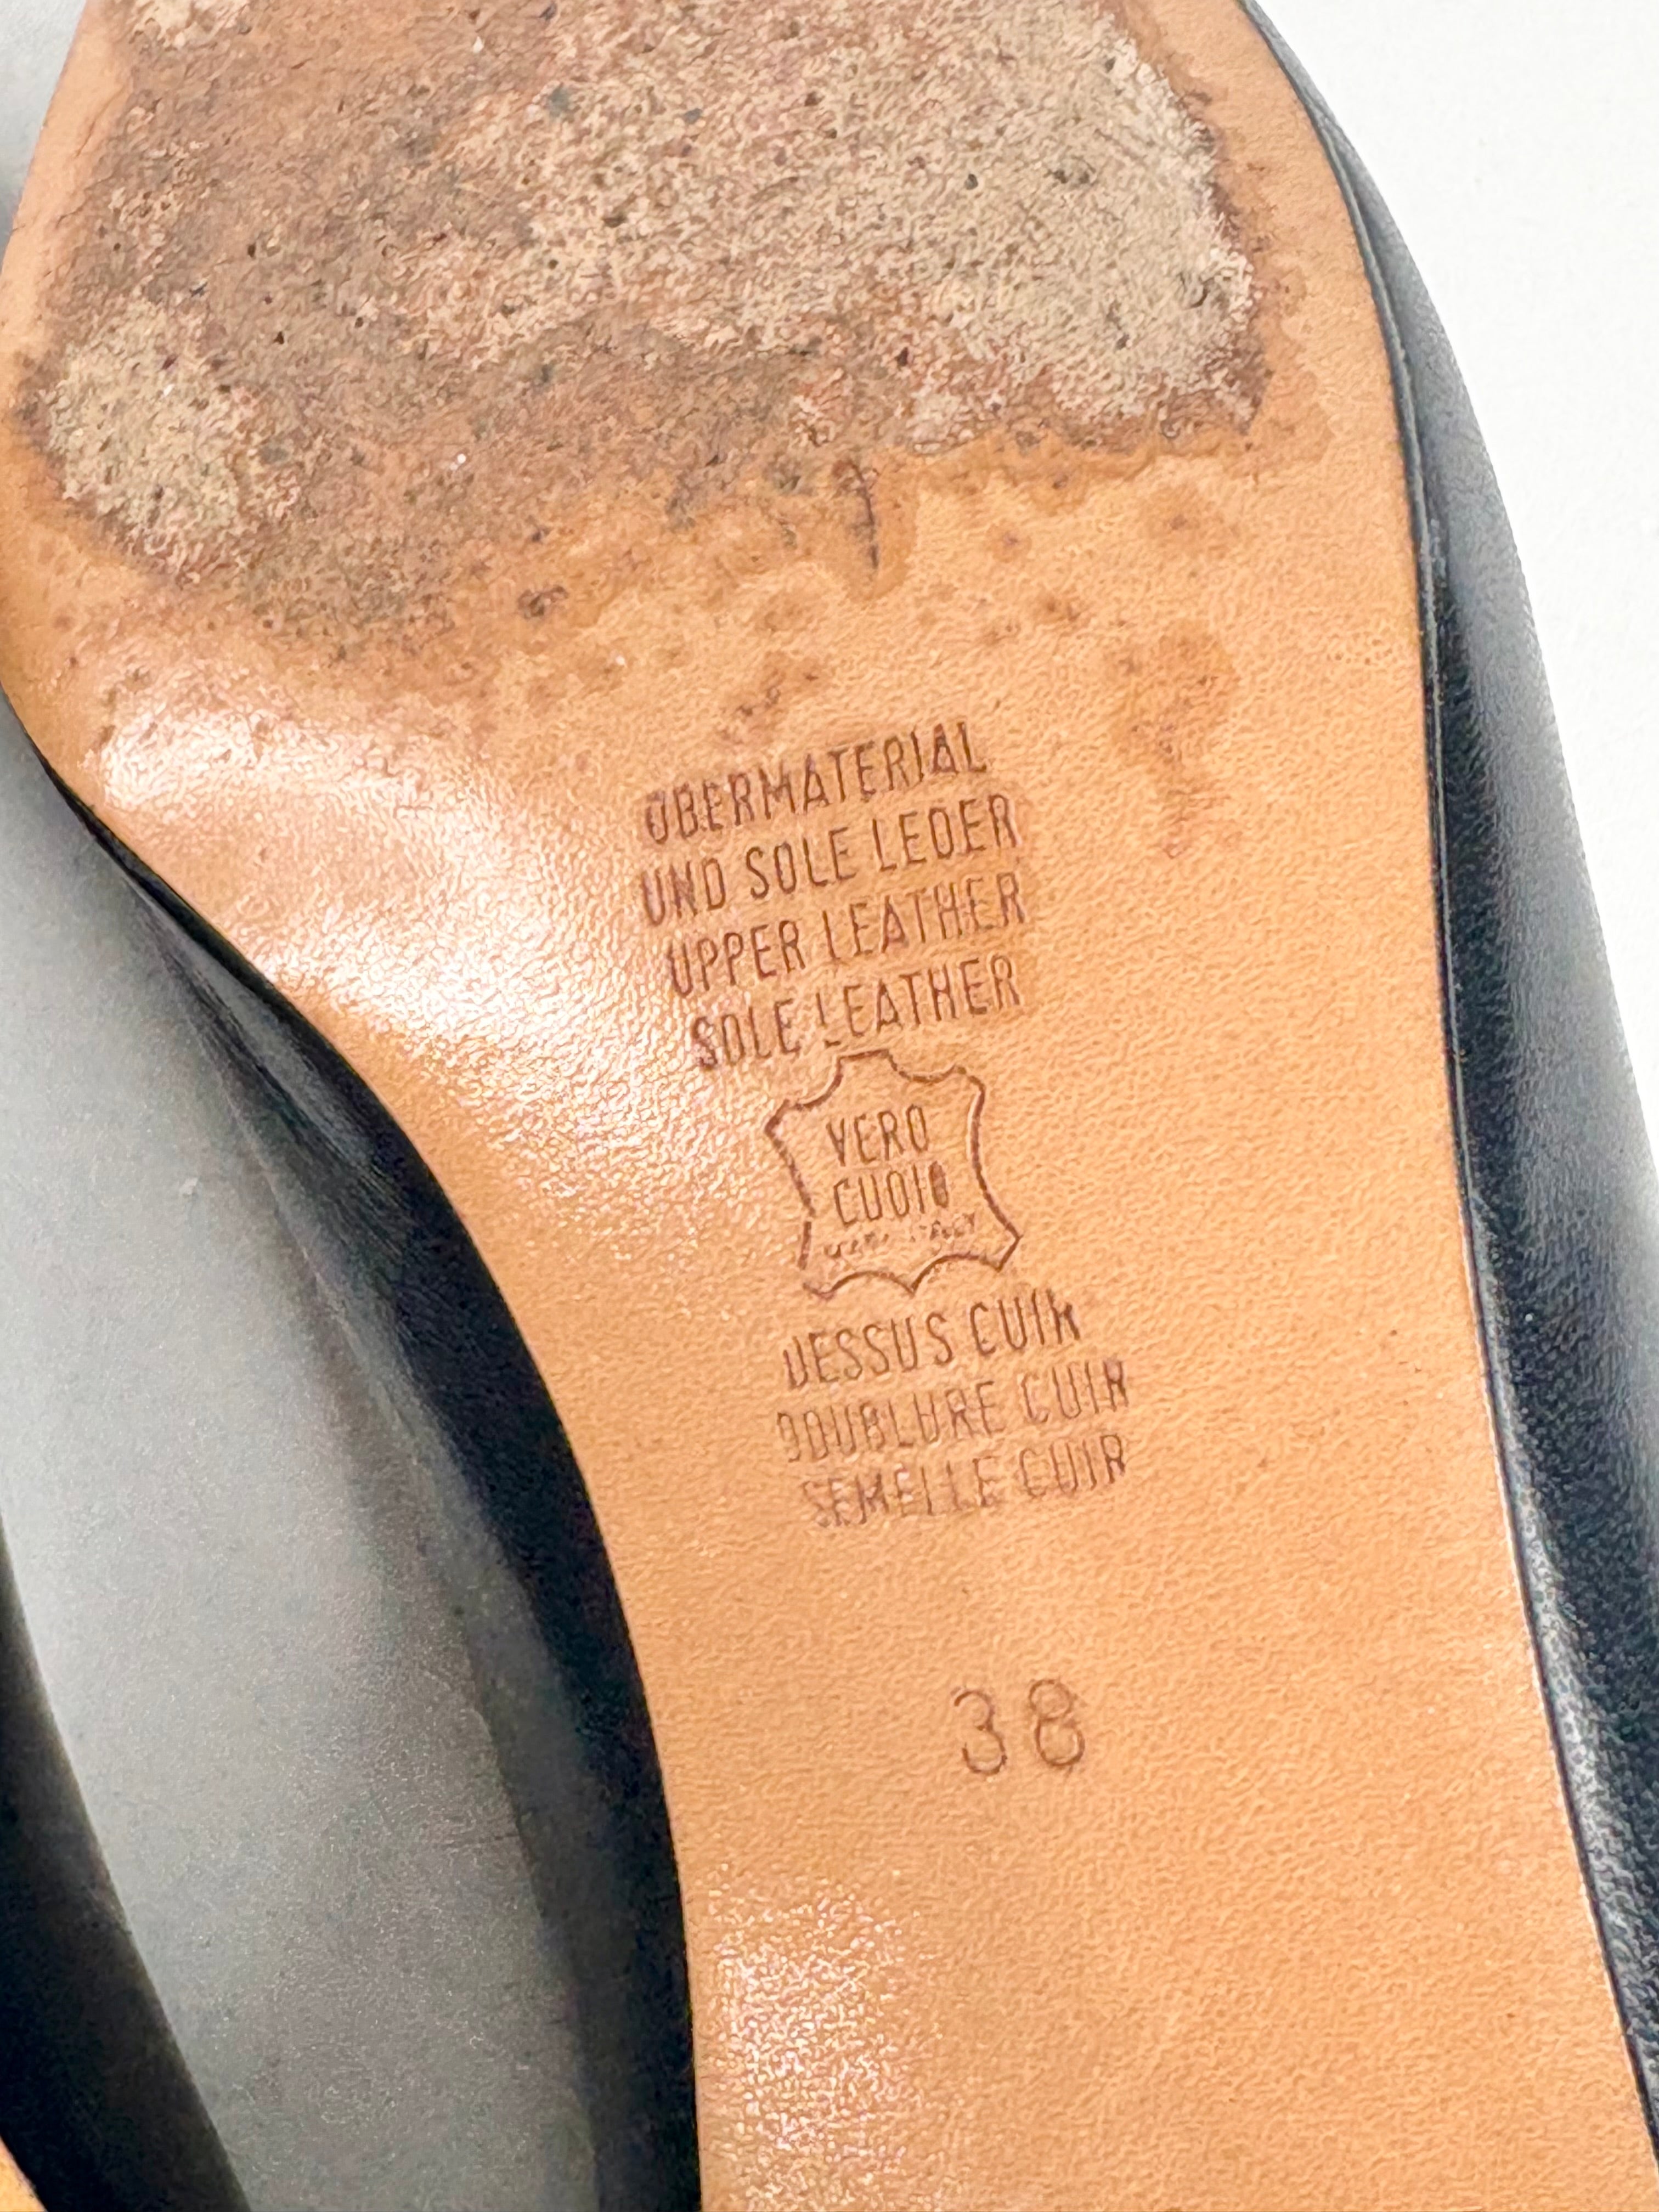 OBERMATERIAL
UND SOLE LEDER
UPPER LEATHER
SOLE LEATHER
VERO
CUOIO
DESSUS CUIR
DOUBLURE CUIR
SEMELLE CUIR
38